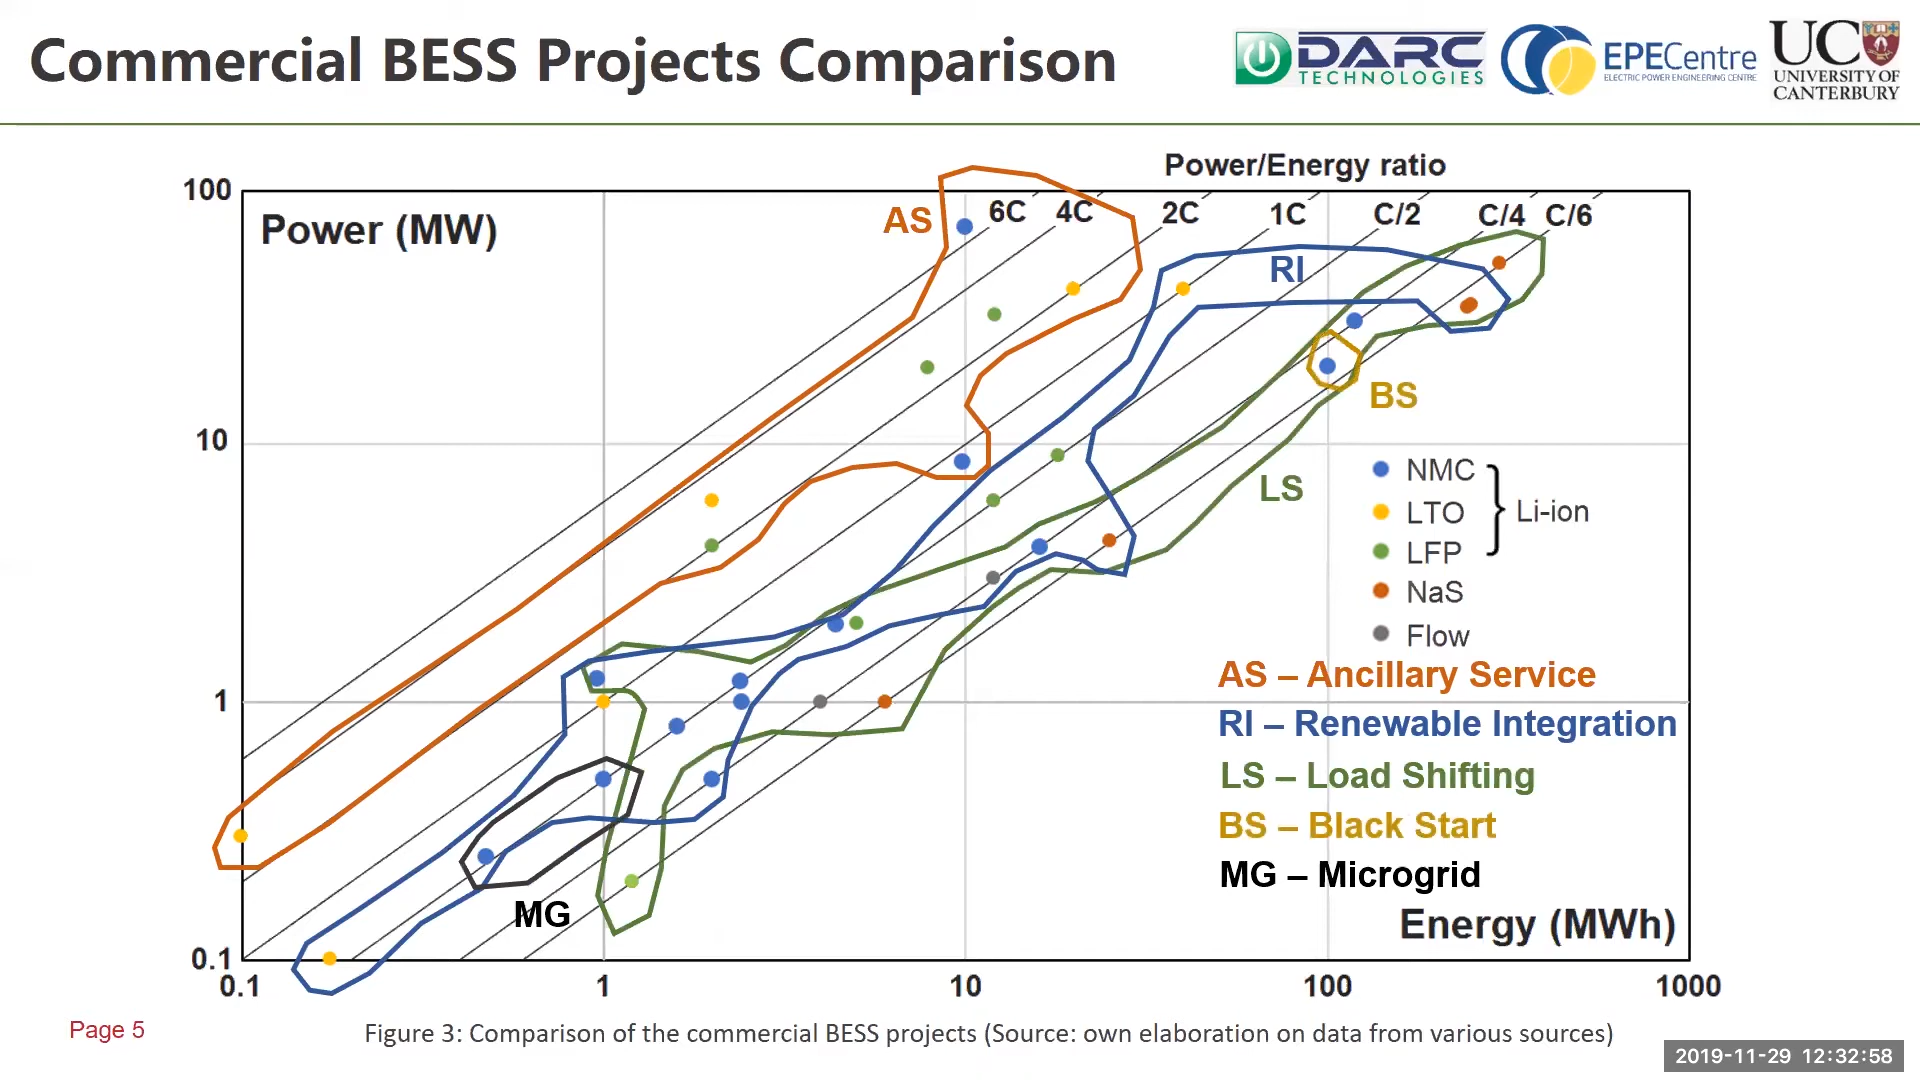 Commercial BESS Projects Comparison
DARC
TECHNOLOGIES
EPECentre
ELECTRIC POWER ENGINEERING CENTRE
UC
UNIVERSITY OF
CANTERBURY
Power/Energy ratio
100
Power (MW)
AS
6C
4C
2C
1C
C/2
C/4
C/6
RI
BS
10
LS
NMC
LTO
LFP
Li-ion
NaS
Flow
AS – Ancillary Service
1
RI – Renewable Integration
LS – Load Shifting
BS – Black Start
MG – Microgrid
MG
Energy (MWh)
0.1
0.1
1
10
100
1000
Page 5
Figure 3: Comparison of the commercial BESS projects (Source: own elaboration on data from various sources)
2019-11-29 12:32:58